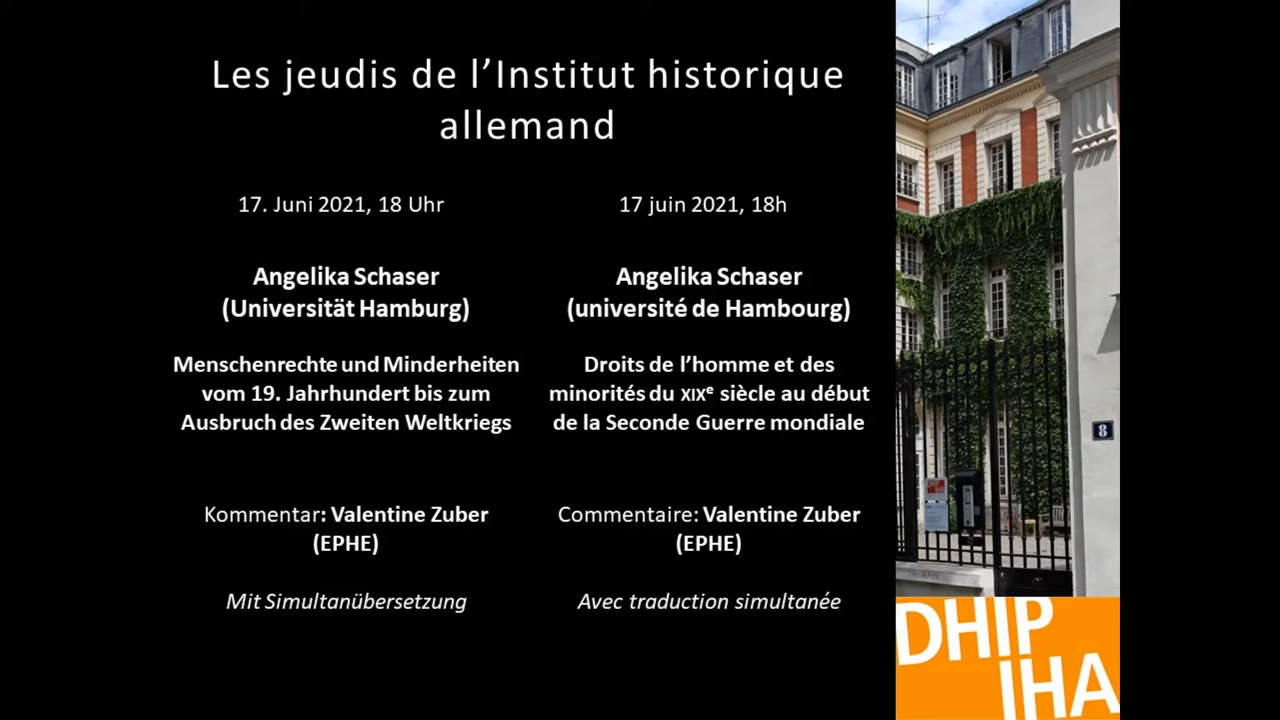 Les jeudis de l’Institut historique
allemand
17. Juni 2021, 18 Uhr
Angelika Schaser
(Universität Hamburg)
Menschenrechte und Minderheiten
vom 19. Jahrhundert bis zum
Ausbruch des Zweiten Weltkriegs
Kommentar: Valentine Zuber
(EPHE)
Mit Simultanübersetzung
17 juin 2021, 18h
Angelika Schaser
(université de Hambourg)
Droits de l’homme et des
minorités du XIXᵉ siècle au début
de la Seconde Guerre mondiale
Commentaire: Valentine Zuber
(EPHE)
Avec traduction simultanée
8
DHIP
IHA